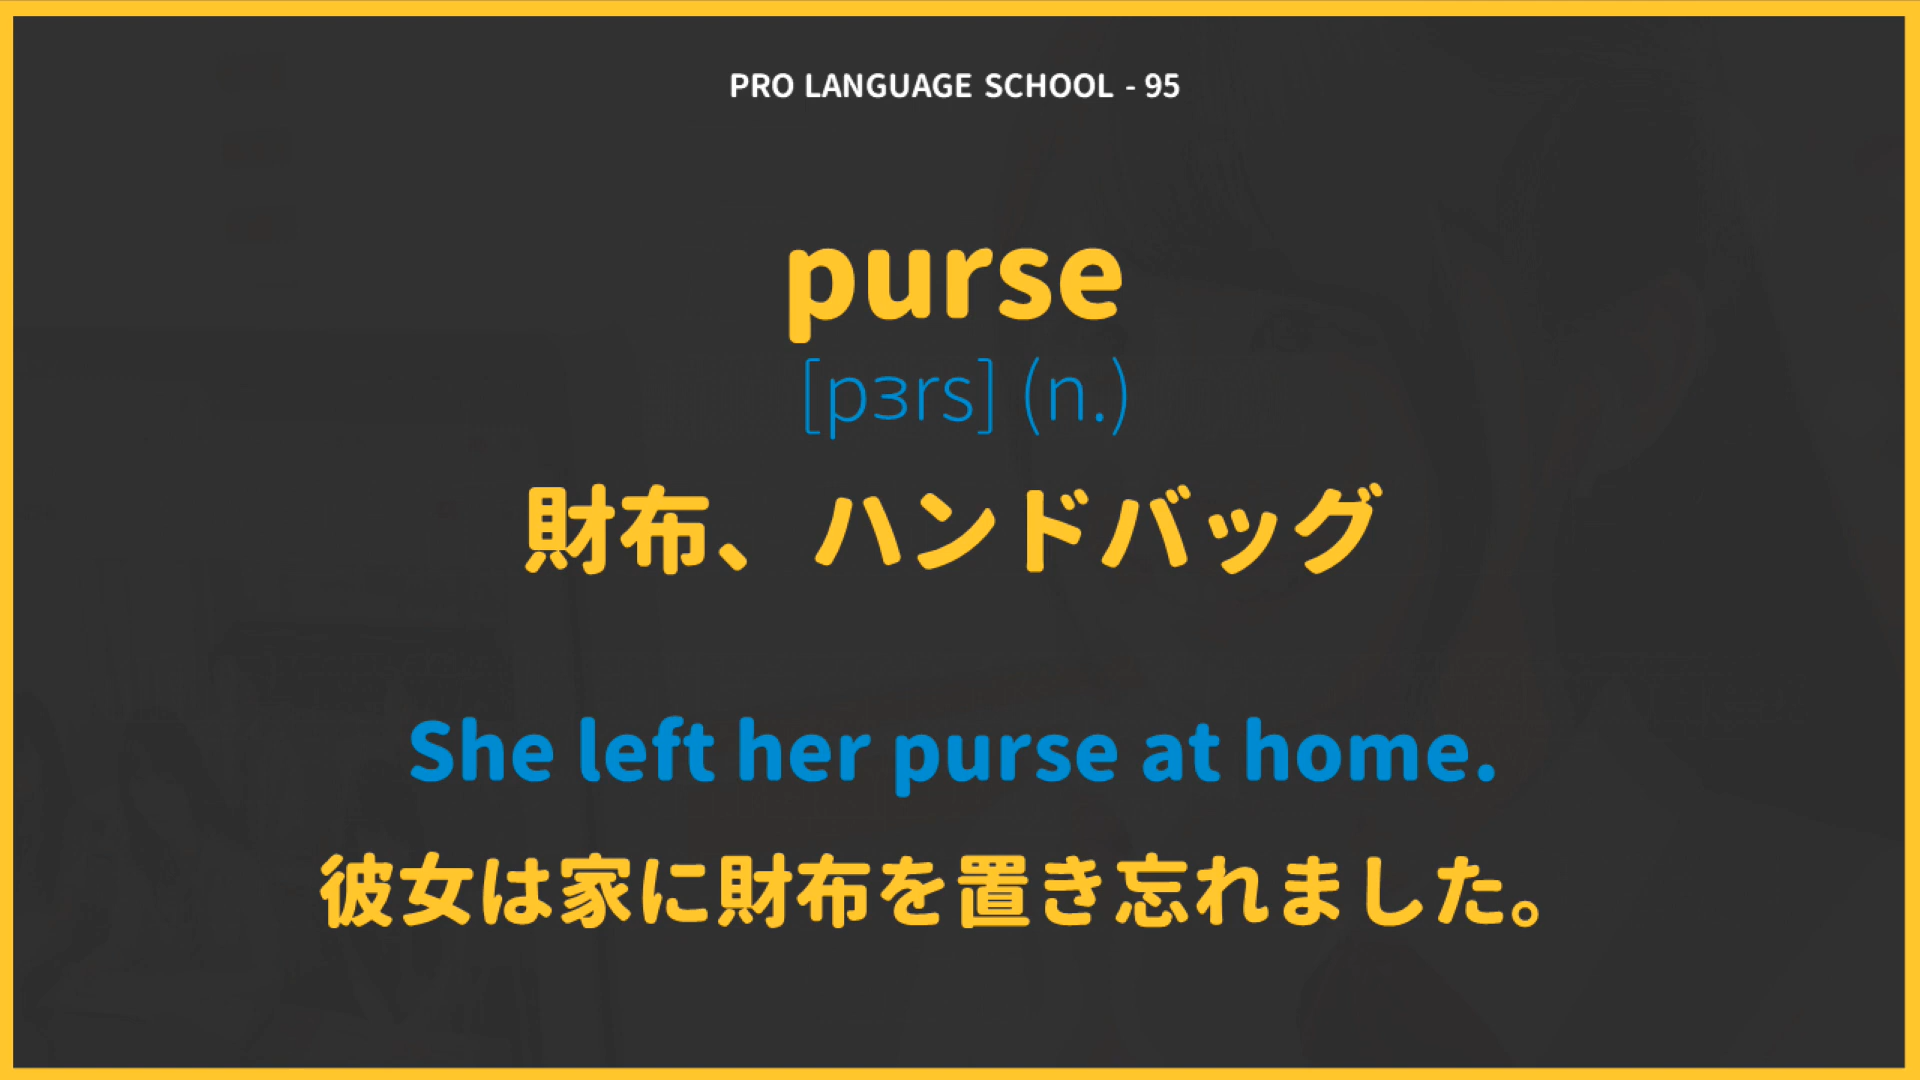 PRO LANGUAGE SCHOOL - 95
purse
[pɜrs] (n.)
財布、ハンドバッグ
She left her purse at home.
彼女は家に財布を置き忘れました。